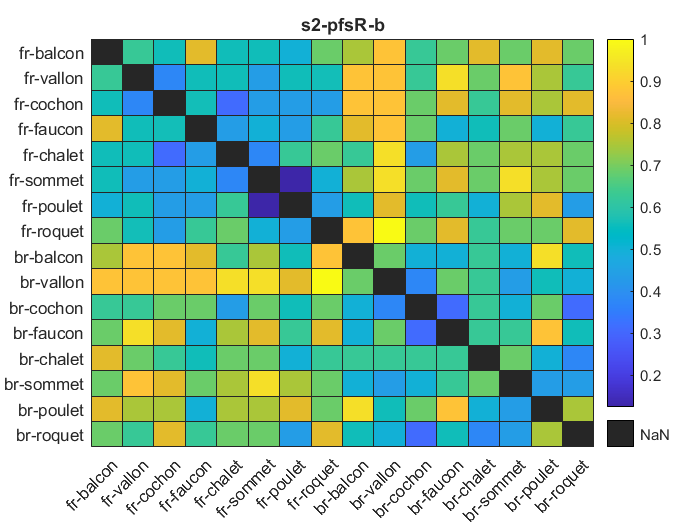 s2-pfsR-b
fr-balcon
fr-vallon
fr-cochon
fr-faucon
fr-chalet
fr-sommet
fr-poulet
fr-roquet
br-balcon
br-vallon
br-cochon
br-faucon
br-chalet
br-sommet
br-poulet
br-roquet
fr-balcon
fr-vallon
fr-cochon
fr-faucon
fr-chalet
fr-sommet
fr-poulet
fr-roquet
br-balcon
br-vallon
br-cochon
br-faucon
br-chalet
br-sommet
br-poulet
br-roquet
1
0.9
0.8
0.7
0.6
0.5
0.4
0.3
0.2
NaN